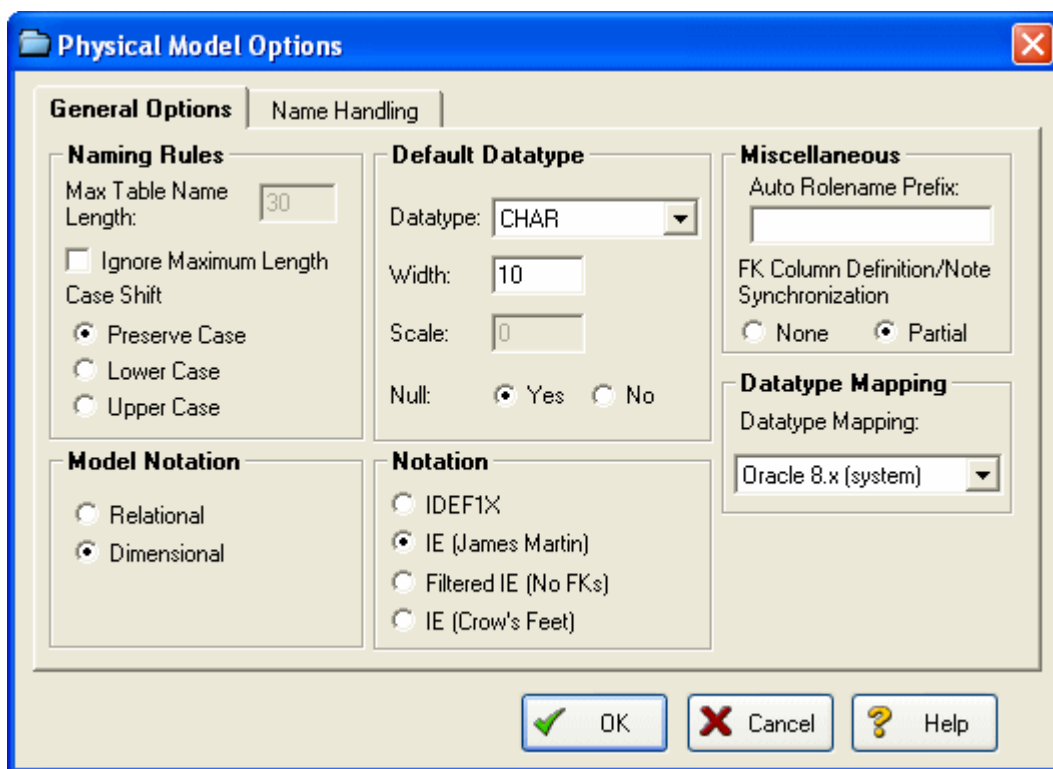 Physical Model Options
General Options
Name Handling
Naming Rules
Max Table Name
Length:
30
Ignore Maximum Length
Case Shift
Preserve Case
Lower Case
Upper Case
Default Datatype
Datatype: CHAR
Width: 10
Scale: 0
Null: Yes No
Miscellaneous
Auto Rolename Prefix:
FK Column Definition/Note
Synchronization
None Partial
Datatype Mapping
Datatype Mapping:
Oracle 8.x (system)
Model Notation
Relational
Dimensional
Notation
IDEF1X
IE (James Martin)
Filtered IE (No FKs)
IE (Crow's Feet)
OK
Cancel
Help